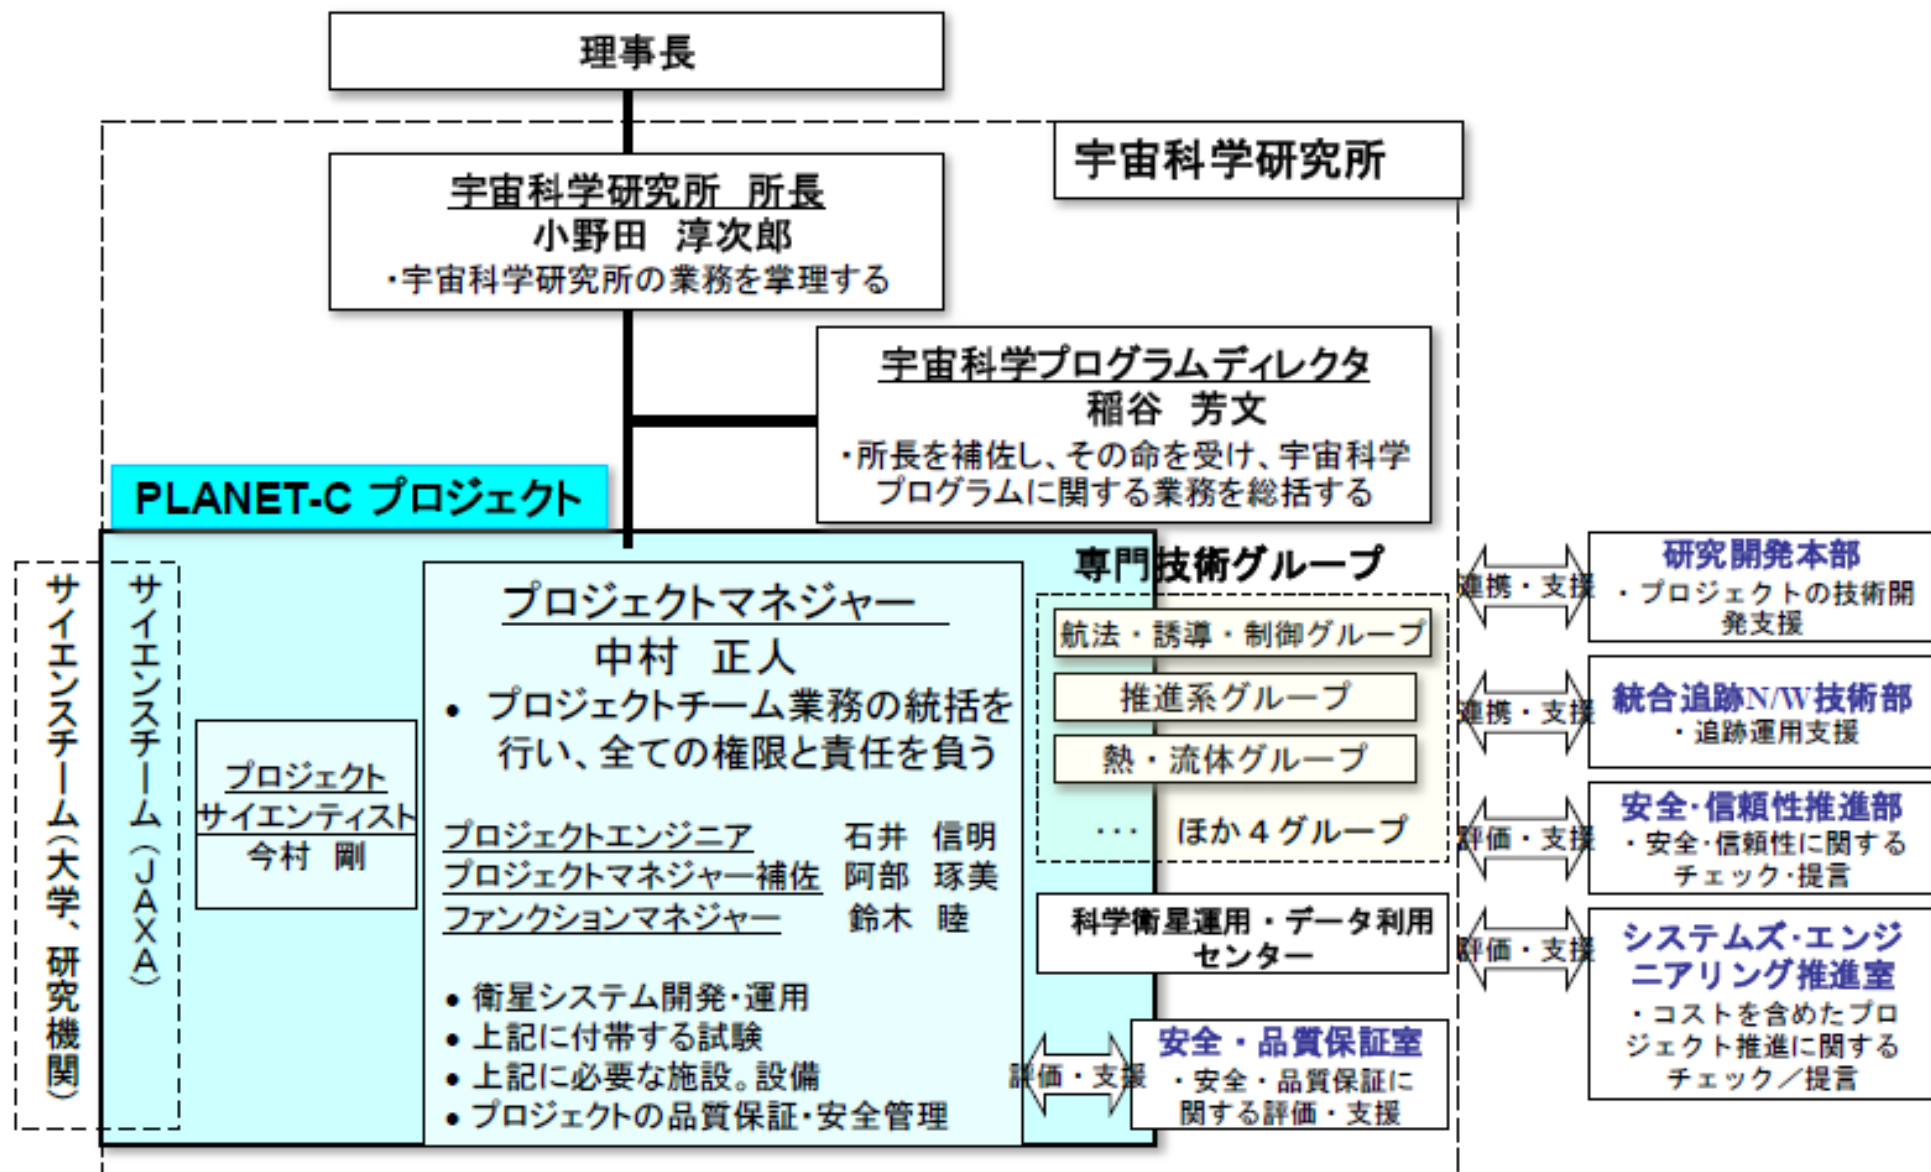 理事長
宇宙科学研究所
宇宙科学研究所　所長
小野田　淳次郎
・宇宙科学研究所の業務を掌理する
宇宙科学プログラムディレクタ
稲谷　芳文
・所長を補佐し、その命を受け、宇宙科学
プログラムに関する業務を総括する
PLANET-C プロジェクト
サイエンスチーム（大学、研究機関）
サイエンスチーム（JAXA）
プロジェクト
サイエンティスト
今村　剛
プロジェクトマネジャー
中村　正人
• プロジェクトチーム業務の統括を
行い、全ての権限と責任を負う
プロジェクトエンジニア　石井　信明
プロジェクトマネジャー補佐　阿部　琢美
ファンクションマネジャー　鈴木　睦
• 衛星システム開発・運用
• 上記に付帯する試験
• 上記に必要な施設。設備
• プロジェクトの品質保証・安全管理
専門技術グループ
航法・誘導・制御グループ
推進系グループ
熱・流体グループ
… ほか４グループ
科学衛星運用・データ利用
センター
評価・支援
安全・品質保証室
・安全・品質保証に
関する評価・支援
連携・支援
研究開発本部
・プロジェクトの技術開
発支援
連携・支援
統合追跡N/W技術部
・追跡運用支援
評価・支援
安全・信頼性推進部
・安全・信頼性に関する
チェック・提言
評価・支援
システムズ・エンジ
ニアリング推進室
・コストを含めたプロ
ジェクト推進に関する
チェック／提言